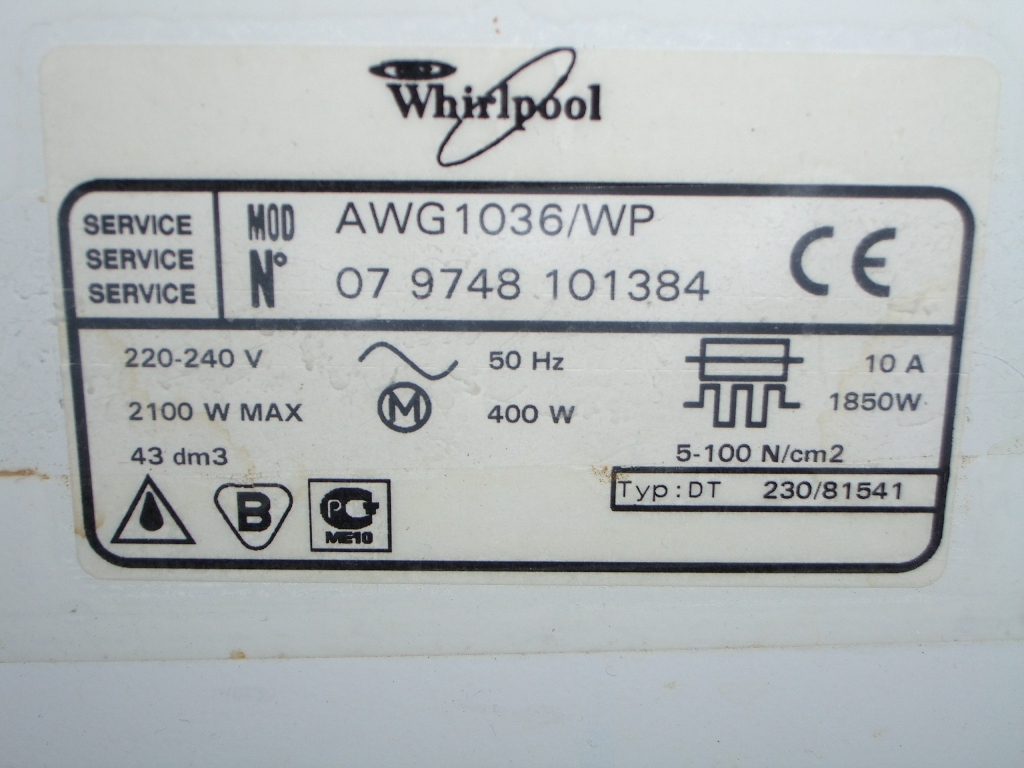 Whirlpool
SERVICE MOD AWG1036/WP
SERVICE
SERVICE N° 07 9748 101384 CE
220-240 V 50 Hz 10 A
2100 W MAX M 400 W 1850W
43 dm3 5-100 N/cm2
Typ:DT 230/81541
B
PCT
ME10